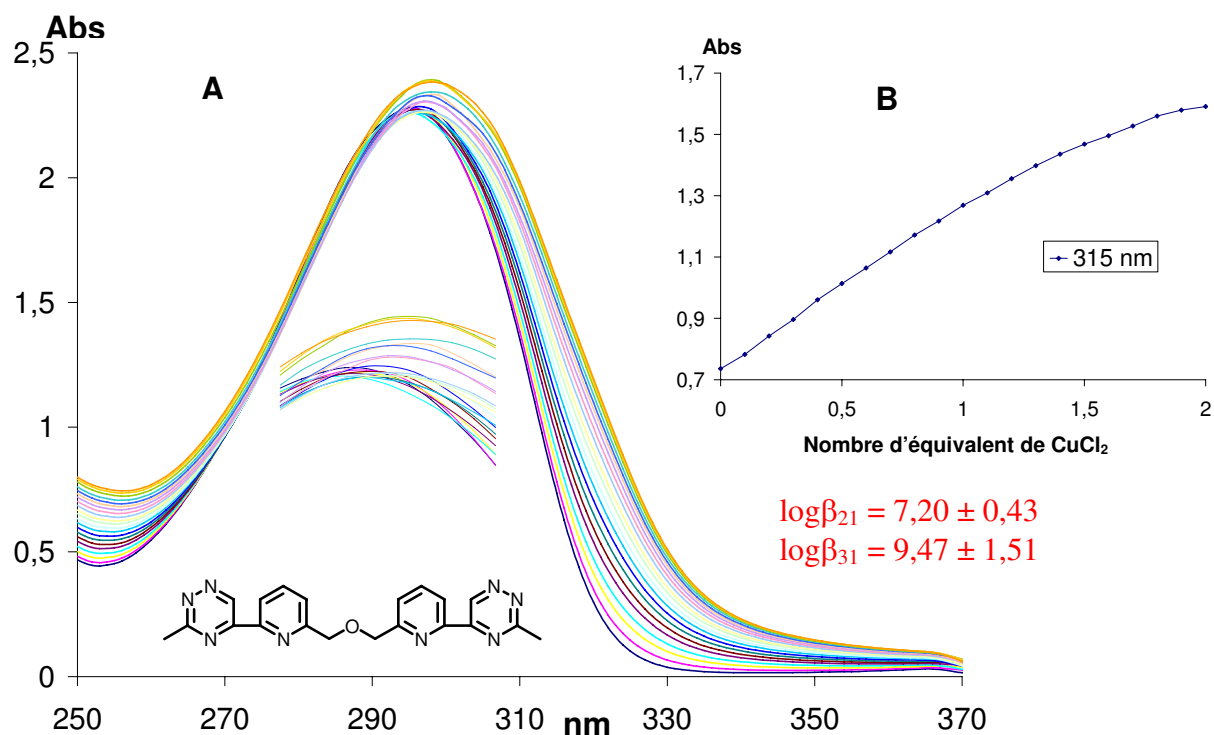 Abs
2,5
2
1,5
1
0,5
0
A
250 270 290 310 330 350 370
nm
N
N
N
N
O
N
N
N
N
Abs
B
1,7
1,5
1,3
1,1
0,9
0,7
315 nm
0 0,5 1 1,5 2
Nombre d'équivalent de CuCl₂
logβ₂₁ = 7,20 ± 0,43
logβ₃₁ = 9,47 ± 1,51